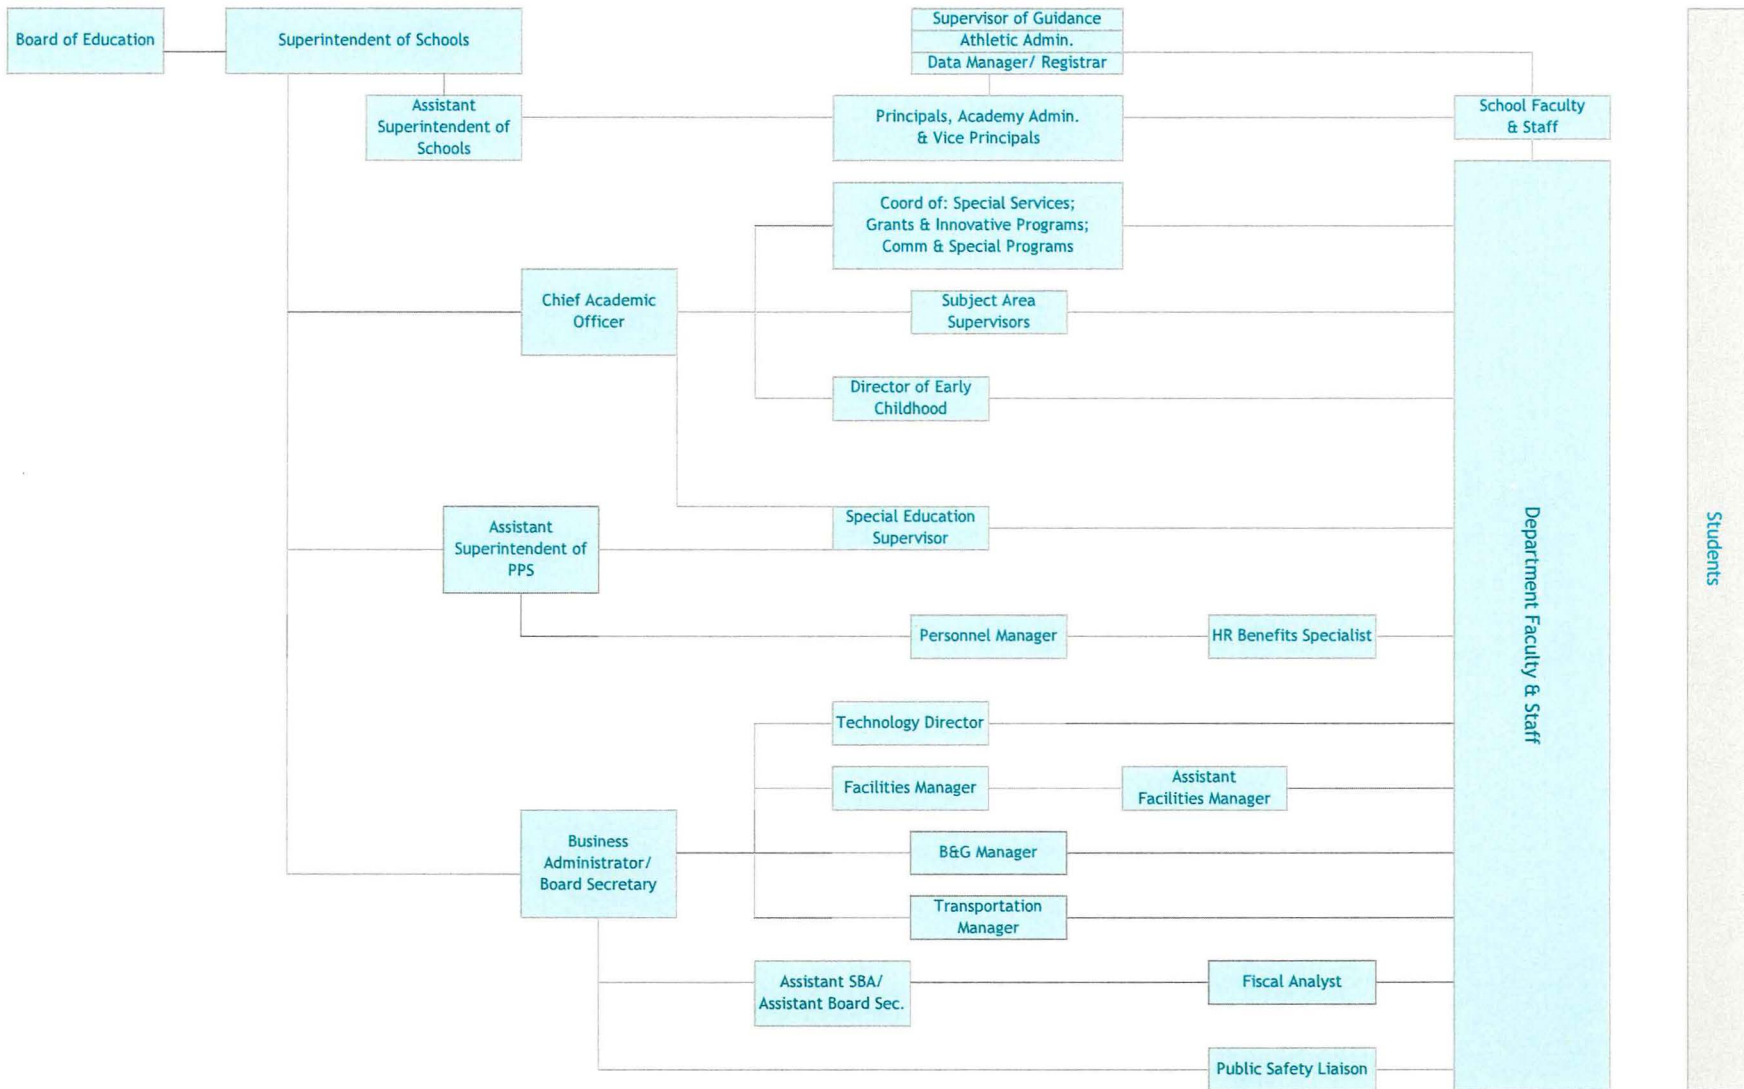 Board of Education
Superintendent of Schools
Supervisor of Guidance
Athletic Admin.
Data Manager/ Registrar
Assistant
Superintendent of
Schools
Principals, Academy Admin.
& Vice Principals
School Faculty
& Staff
Coord of: Special Services;
Grants & Innovative Programs;
Comm & Special Programs
Chief Academic
Officer
Subject Area
Supervisors
Director of Early
Childhood
Assistant
Superintendent of
PPS
Special Education
Supervisor
Personnel Manager
HR Benefits Specialist
Technology Director
Facilities Manager
Assistant
Facilities Manager
Business
Administrator/
Board Secretary
B&G Manager
Transportation
Manager
Assistant SBA/
Assistant Board Sec.
Fiscal Analyst
Public Safety Liaison
Department Faculty & Staff
Students